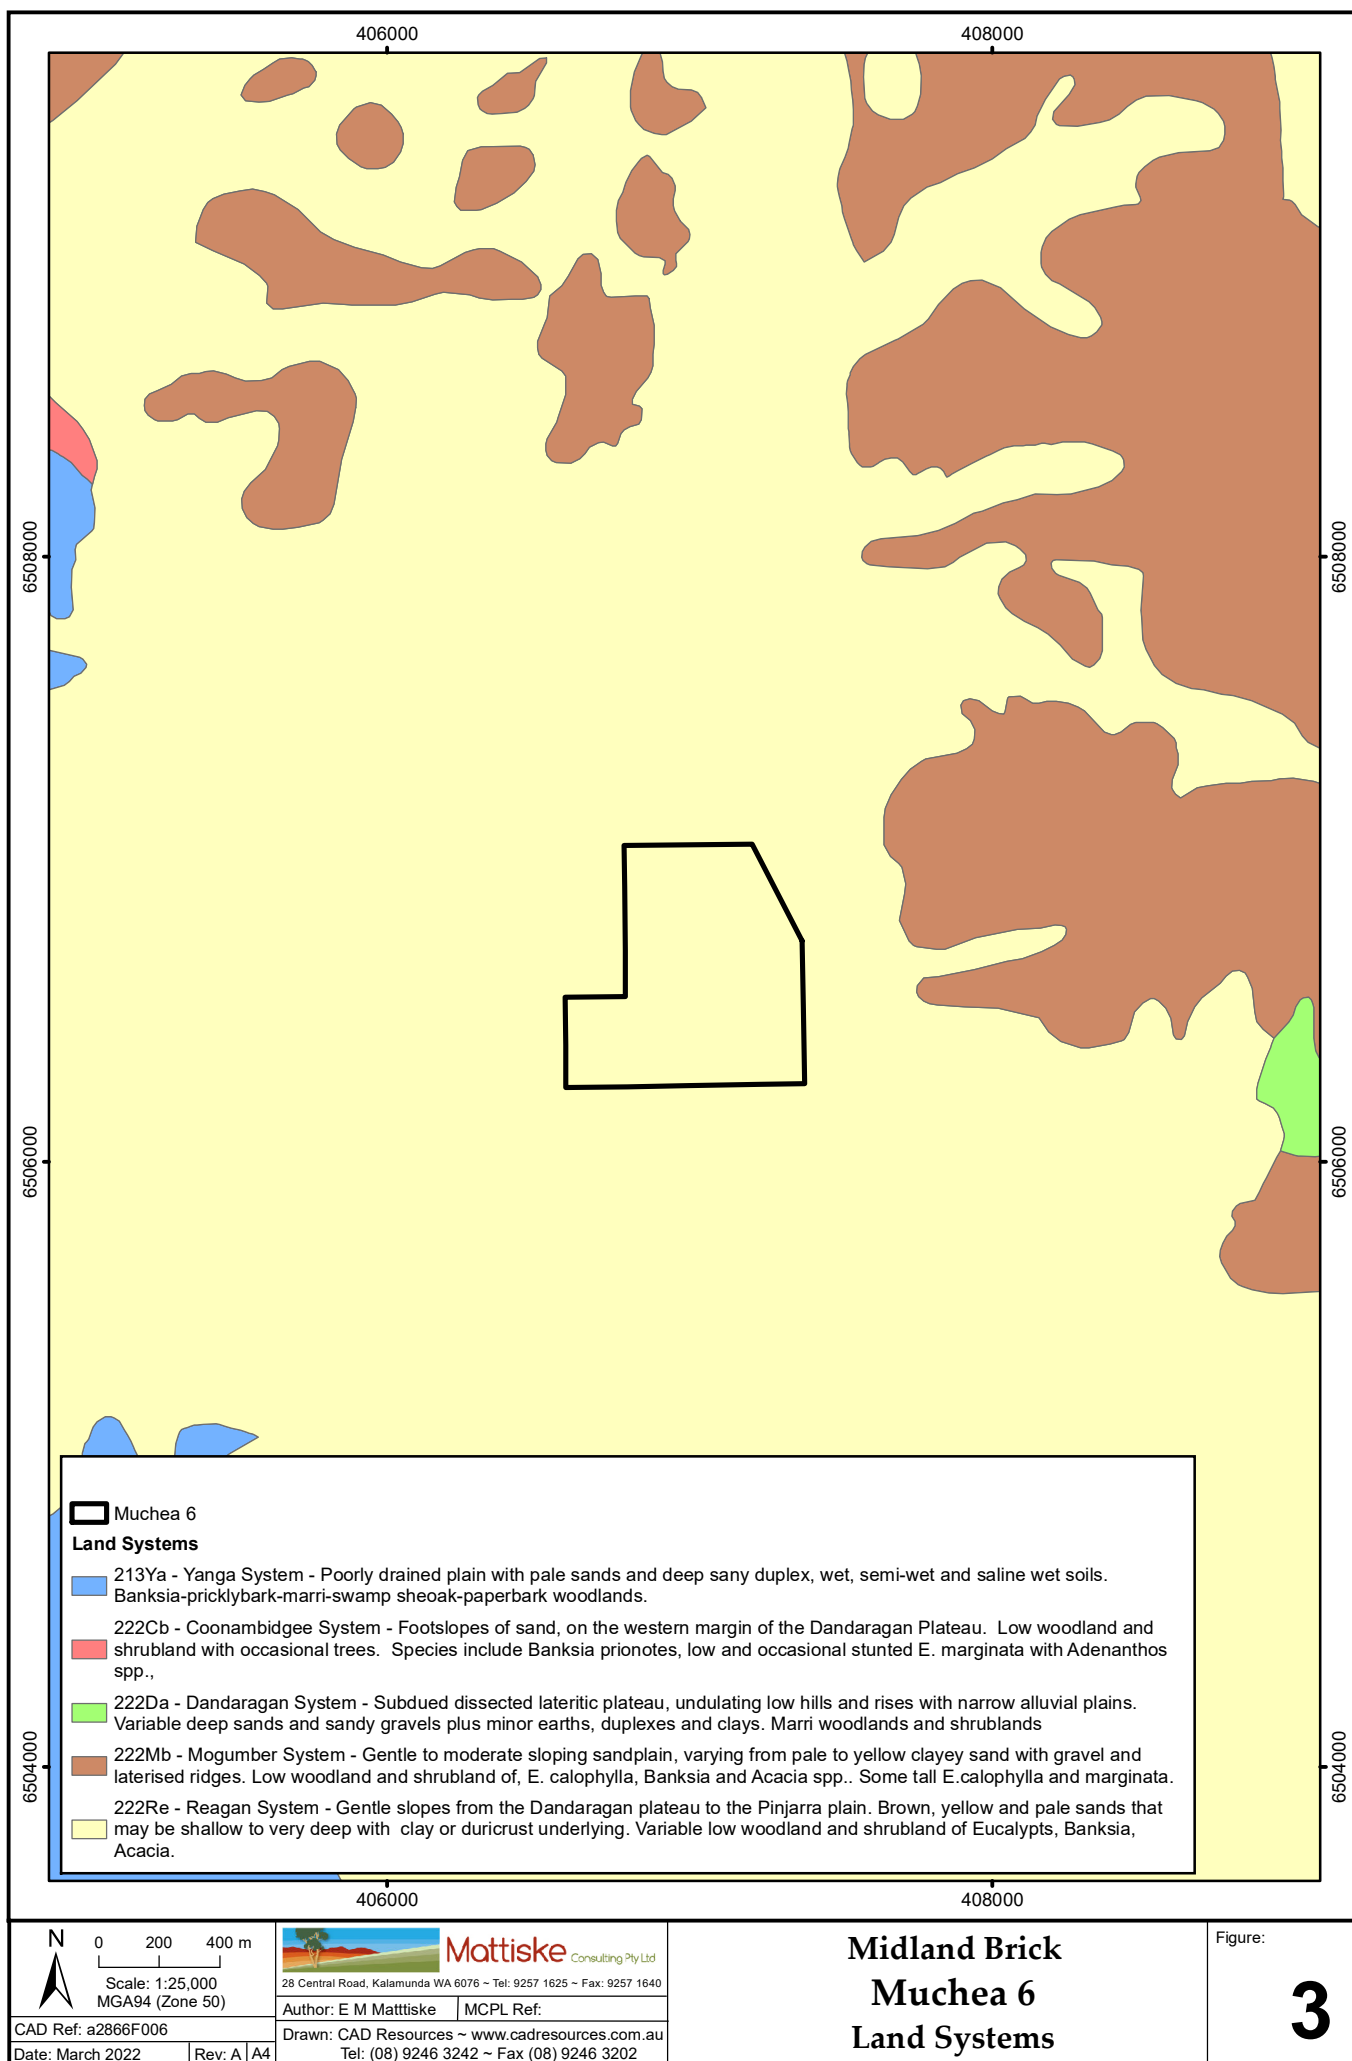 406000
408000
6508000
6508000
6506000
6506000
6504000
6504000
Muchea 6
Land Systems
213Ya - Yanga System - Poorly drained plain with pale sands and deep sany duplex, wet, semi-wet and saline wet soils.
Banksia-pricklybark-marri-swamp sheoak-paperbark woodlands.
222Cb - Coonambidgee System - Footslopes of sand, on the western margin of the Dandaragan Plateau. Low woodland and
shrubland with occasional trees. Species include Banksia prionotes, low and occasional stunted E. marginata with Adenanthos
spp.,
222Da - Dandaragan System - Subdued dissected lateritic plateau, undulating low hills and rises with narrow alluvial plains.
Variable deep sands and sandy gravels plus minor earths, duplexes and clays. Marri woodlands and shrublands
222Mb - Mogumber System - Gentle to moderate sloping sandplain, varying from pale to yellow clayey sand with gravel and
laterised ridges. Low woodland and shrubland of, E. calophylla, Banksia and Acacia spp.. Some tall E.calophylla and marginata.
222Re - Reagan System - Gentle slopes from the Dandaragan plateau to the Pinjarra plain. Brown, yellow and pale sands that
may be shallow to very deep with clay or duricrust underlying. Variable low woodland and shrubland of Eucalypts, Banksia,
Acacia.
406000
408000
N
0 200 400 m
Scale: 1:25,000
MGA94 (Zone 50)
CAD Ref: a2866F006
Date: March 2022 Rev: A A4
Mattiske Consulting Pty Ltd
28 Central Road, Kalamunda WA 6076 ~ Tel: 9257 1625 ~ Fax: 9257 1640
Author: E M Matttiske MCPL Ref:
Drawn: CAD Resources ~ www.cadresources.com.au
Tel: (08) 9246 3242 ~ Fax (08) 9246 3202
Midland Brick
Muchea 6
Land Systems
Figure:
3